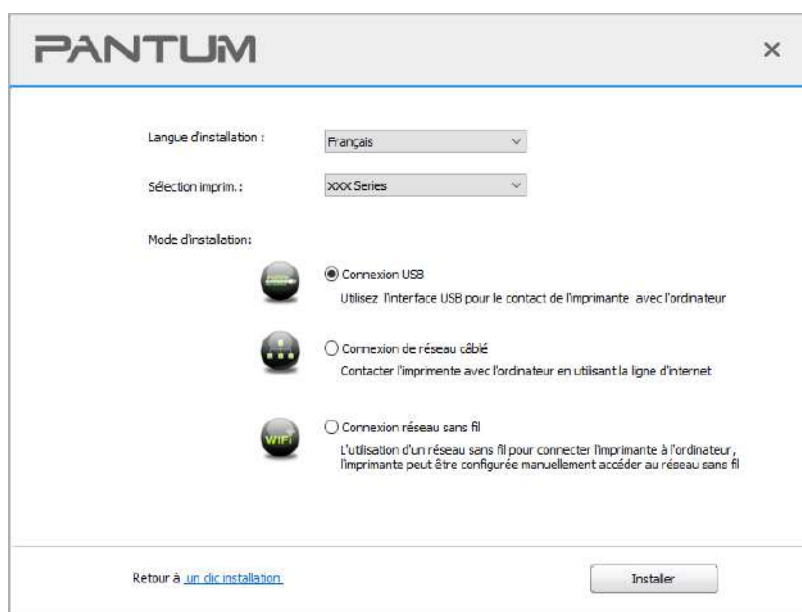 PANTUM
Langue d'installation :
Français
Sélection imprim. :
xxx Series
Mode d'installation:
Connexion USB
Utilisez l'interface USB pour le contact de l'imprimante avec l'ordinateur
Connexion de réseau câblé
Contacter l'imprimente avec l'ordinateur en utilisant la ligne d'internet
WiFi
Connexion réseau sans fil
L'utilisation d'un réseau sans fil pour connecter l'imprimante à l'ordinateur,
l'imprimante peut être configurée manuellement accéder au réseau sans fil
Retour à un clic installation
Installer